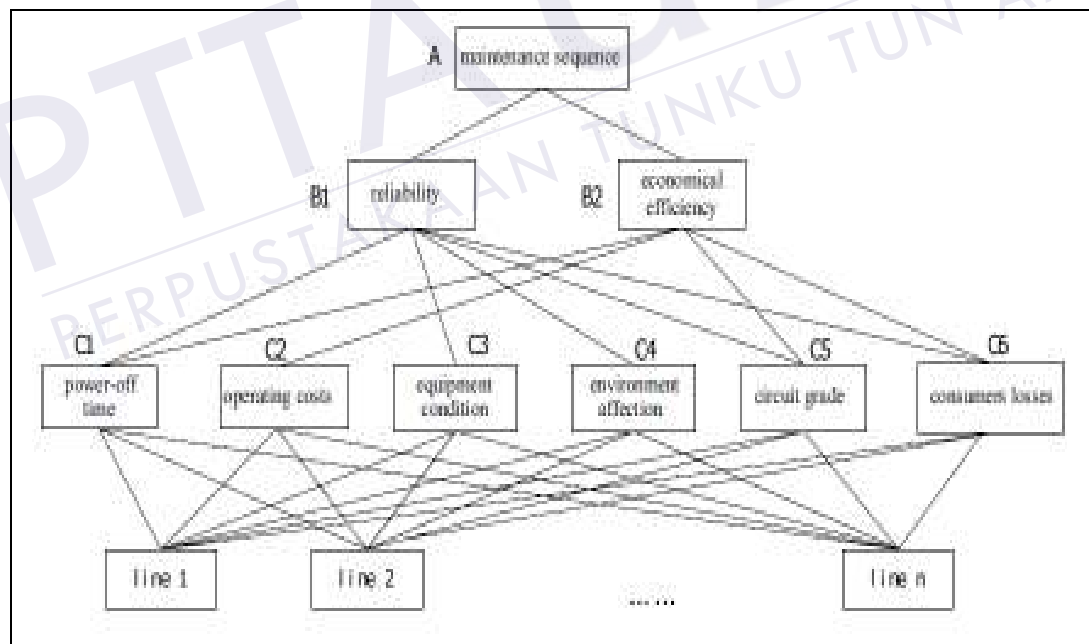 PTTA
PERPUSTAKAAN TUNKU TUN
A
maintenance sequence
B1
reliability
B2
economical
efficiency
C1
C2
C3
C4
C5
C6
power-off
time
operating costs
equipment
condition
environment
affection
circuit grade
consumers losses
line 1
line 2
......
line n